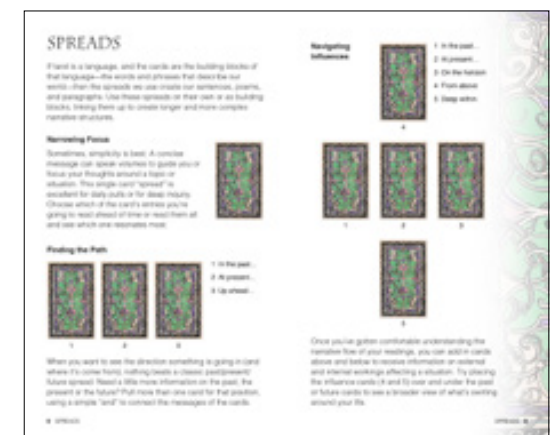 SPREADS
If land is a language, and the cards are the building blocks of
that language—the words and phrases that describe our
world—then the spreads we use create our sentences, poems,
and paragraphs. Use these spreads on their own or as building
blocks, linking them up to create longer and more complex
narrative structures.
Narrowing Focus
Sometimes, simplicity is best. A concise
message can speak volumes to guide you or
focus your thoughts around a topic or
situation. This single card "spread" is
excellent for daily pulls or for deep inquiry.
Choose which of the card's entries you're
going to read ahead of time or read them all
and see which one resonates most.
Finding the Path
1 In the past...
2 At present...
3 Up ahead...
1 2 3
When you want to see the direction something is going in (and
where it's come from), nothing beats a classic past/present/
future spread. Need a little more information on the past, the
present or the future? Pull more than one card for that position,
using a simple "and" to connect the messages of the cards.
8 SPREADS
Navigating
Influences
1 In the past...
2 At present...
3 On the horizon
4 From above
5 Deep within
4
1 2 3
5
Once you've gotten comfortable understanding the
narrative flow of your readings, you can add in cards
above and below to receive information on external
and internal workings affecting a situation. Try placing
the influence cards (4 and 5) over and under the past
or future cards to see a broader view of what's swirling
around your life.
SPREADS